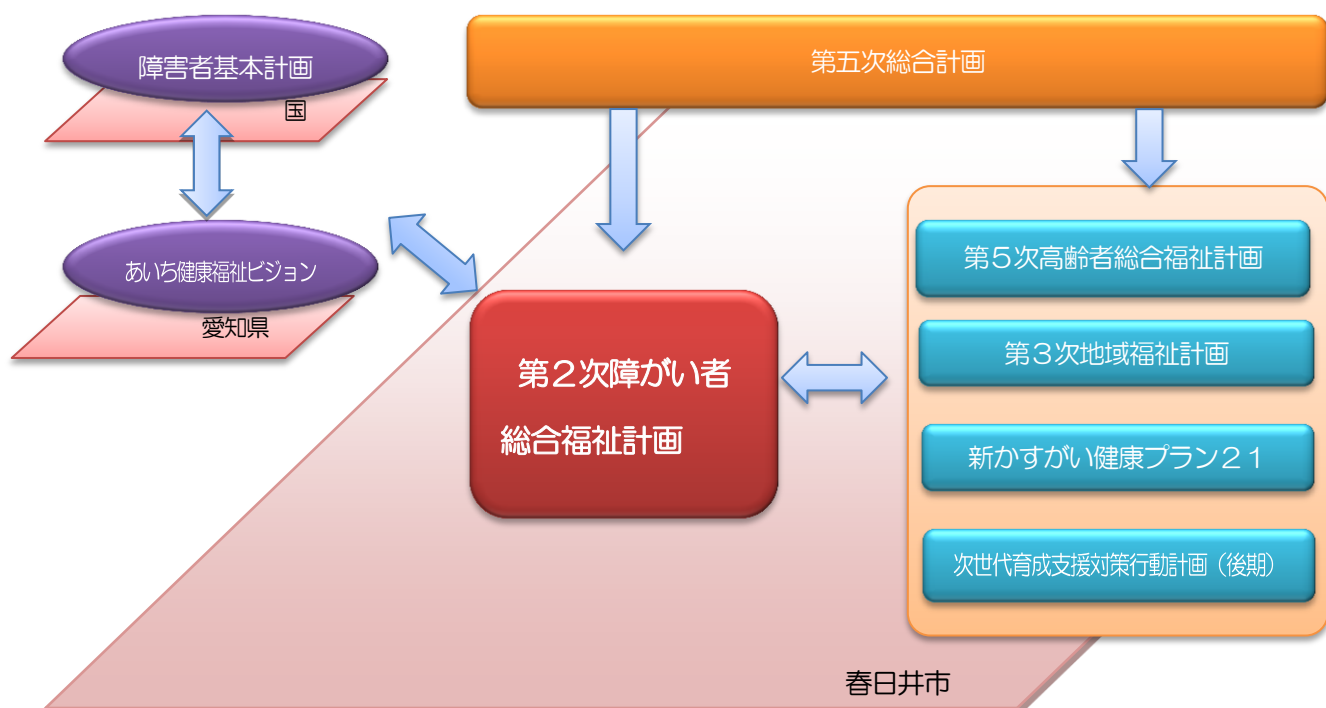 障害者基本計画
国
第五次総合計画
あいち健康福祉ビジョン
愛知県
第２次障がい者
総合福祉計画
第５次高齢者総合福祉計画
第３次地域福祉計画
新かすがい健康プラン２１
次世代育成支援対策行動計画（後期）
春日井市